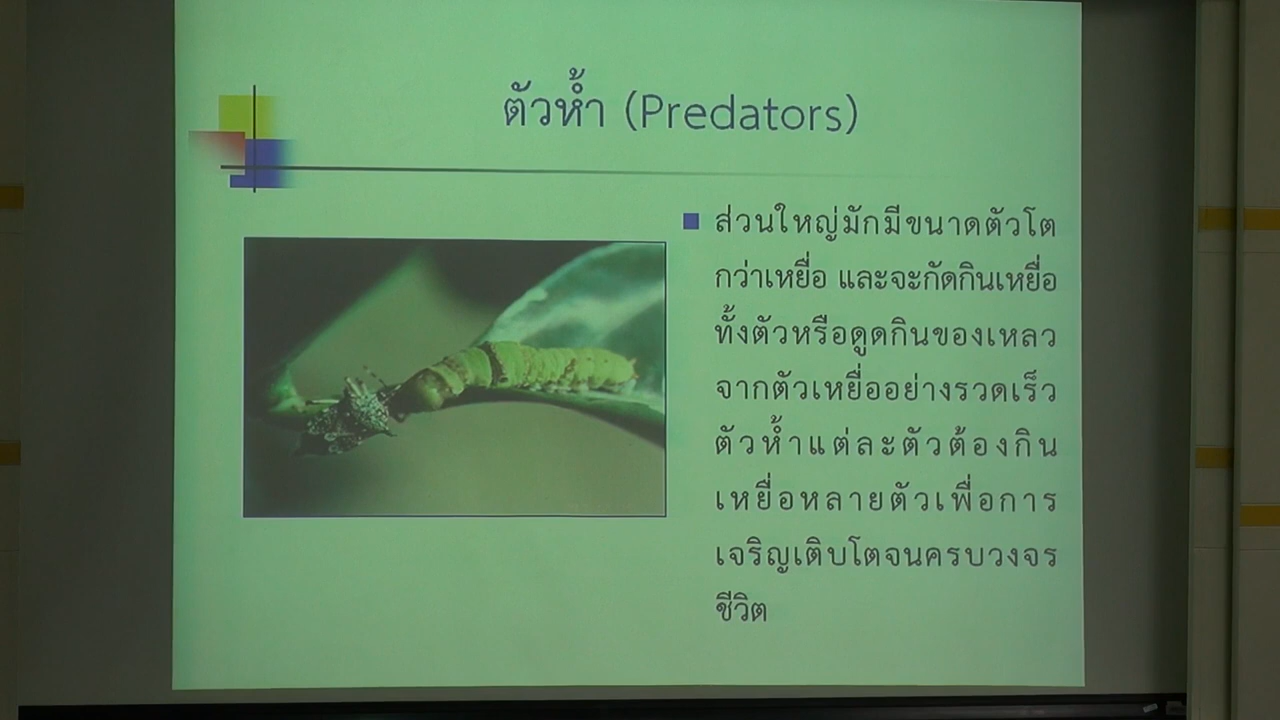 ตัวห้ำ (Predators)
ส่วนใหญ่มักมีขนาดตัวโต
กว่าเหยื่อ และจะกัดกินเหยื่อ
ทั้งตัวหรือดูดกินของเหลว
จากตัวเหยื่ออย่างรวดเร็ว
ตัวห้ำแต่ละตัวต้องกิน
เหยื่อหลายตัวเพื่อการ
เจริญเติบโตจนครบวงจร
ชีวิต